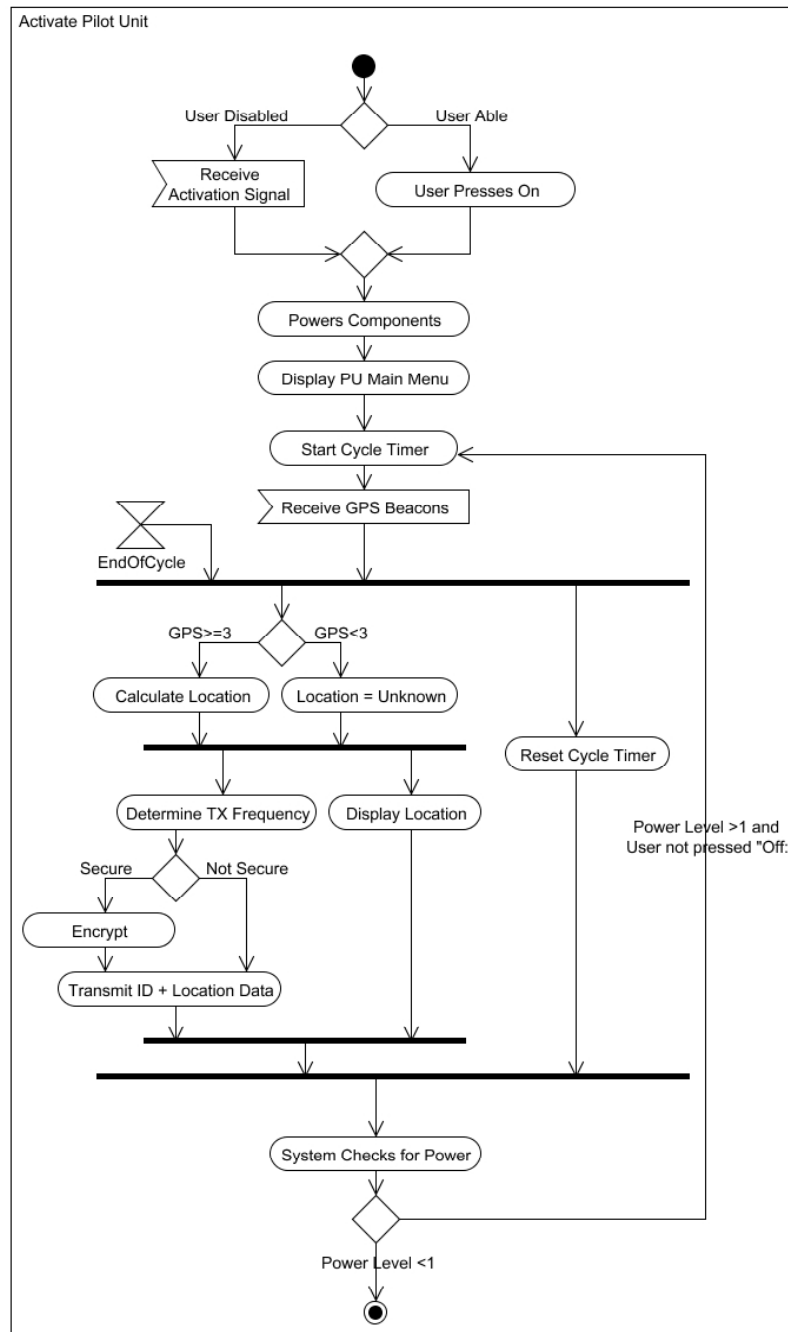 Activate Pilot Unit
User Disabled
User Able
Receive
Activation Signal
User Presses On
Powers Components
Display PU Main Menu
Start Cycle Timer
Receive GPS Beacons
EndOfCycle
GPS>=3
GPS<3
Calculate Location
Location = Unknown
Reset Cycle Timer
Determine TX Frequency
Display Location
Power Level >1 and
User not pressed "Off:
Secure
Not Secure
Encrypt
Transmit ID + Location Data
System Checks for Power
Power Level <1